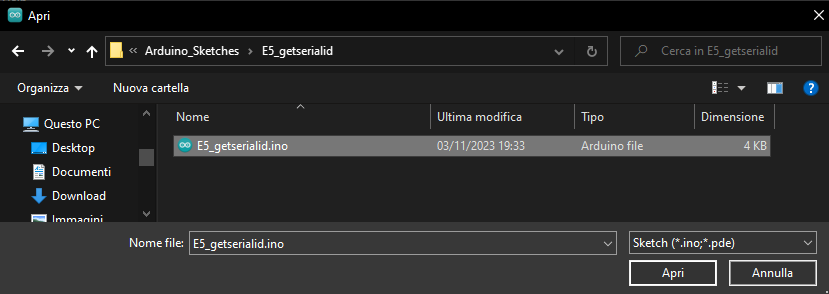 Apri
Arduino_Sketches
E5_getserialid
Cerca in E5_getserialid
Organizza
Nuova cartella
Questo PC
Desktop
Documenti
Download
Immagini
Nome
Ultima modifica
Tipo
Dimensione
E5_getserialid.ino
03/11/2023 19:33
Arduino file
4 KB
Nome file:
E5_getserialid.ino
Sketch (*.ino;*.pde)
Apri
Annulla